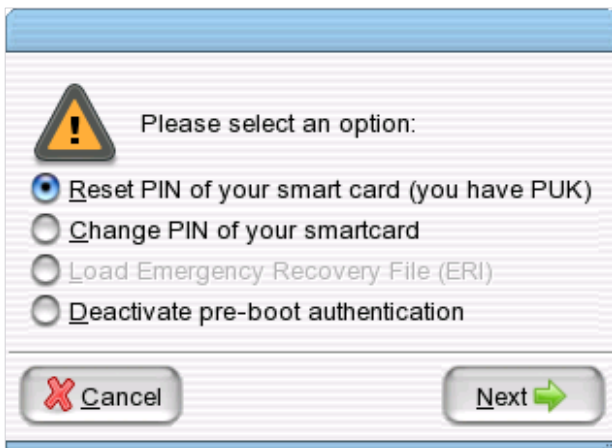 Please select an option:
Reset PIN of your smart card (you have PUK)
Change PIN of your smartcard
Load Emergency Recovery File (ERI)
Deactivate pre-boot authentication
Cancel
Next